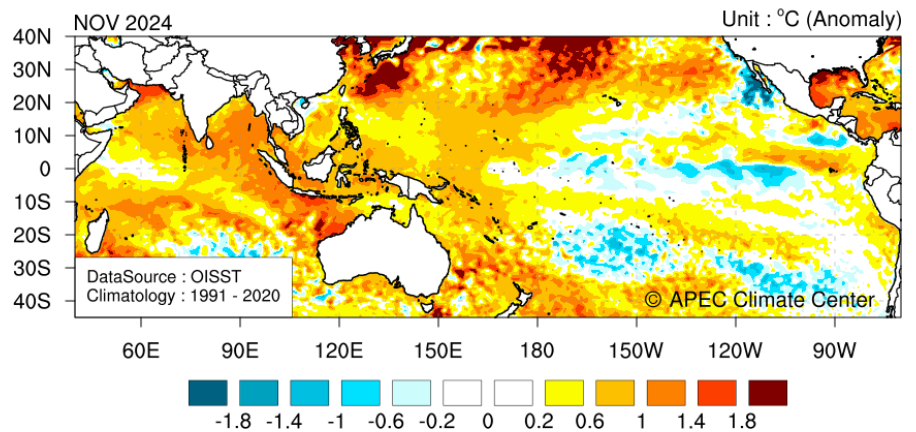 NOV 2024
Unit : °C (Anomaly)
40N
30N
20N
10N
0
10S
20S
30S
40S
DataSource : OISST
Climatology : 1991 - 2020
© APEC Climate Center
60E 90E 120E 150E 180 150W 120W 90W
-1.8 -1.4 -1 -0.6 -0.2 0 0.2 0.6 1 1.4 1.8